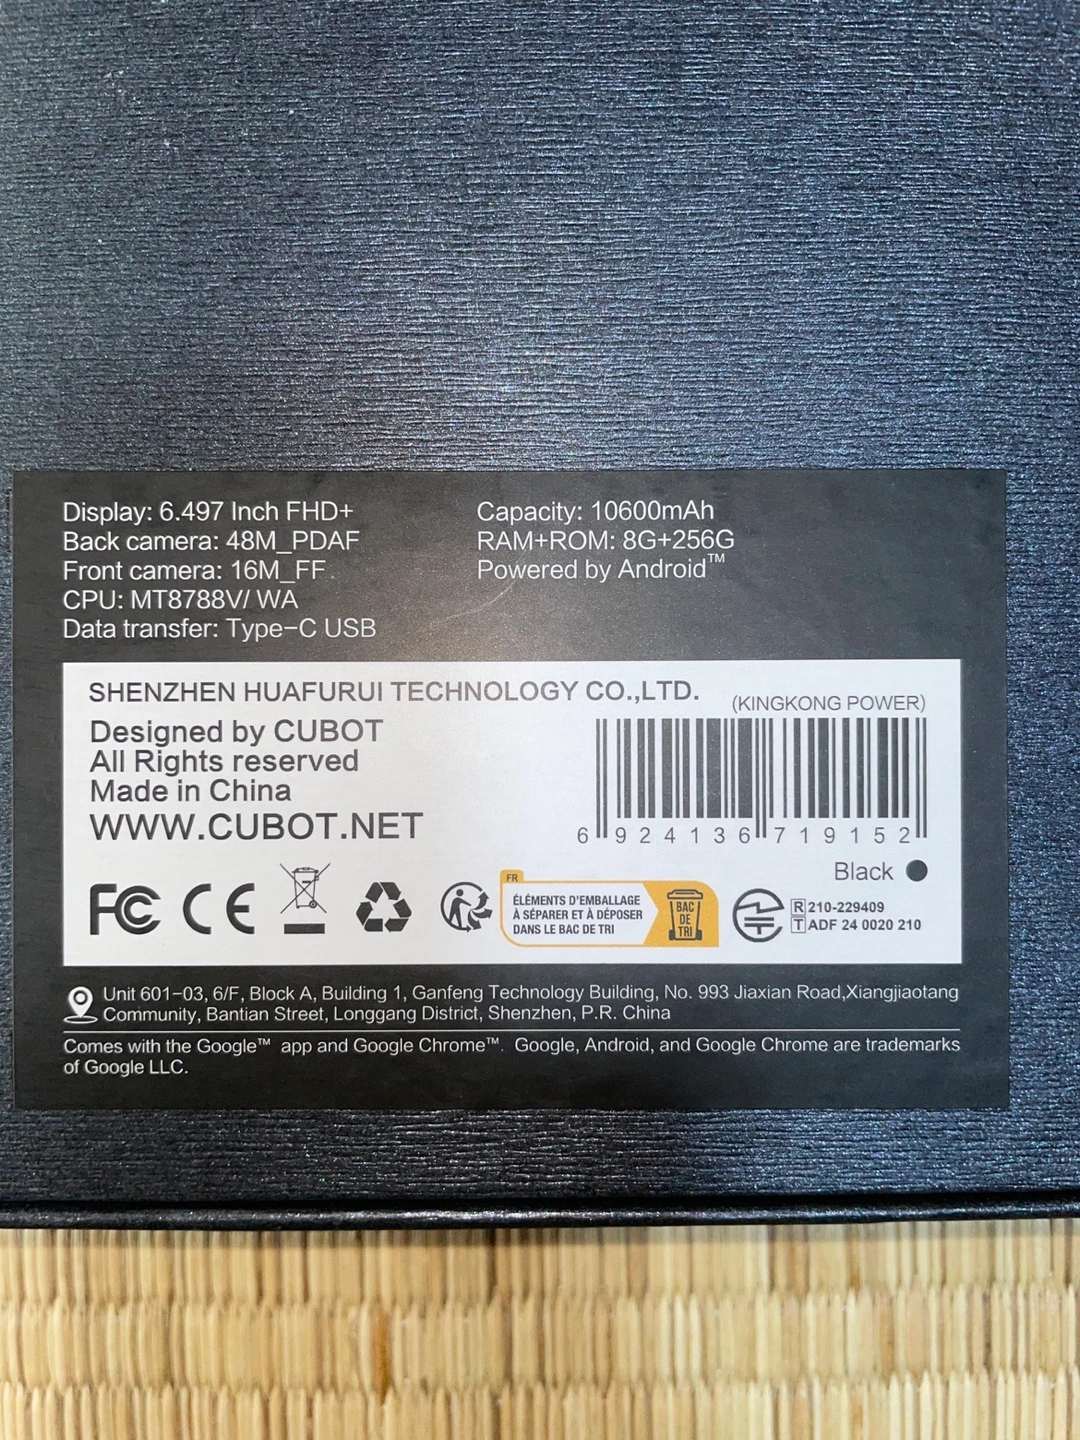 Display: 6.497 Inch FHD+
Back camera: 48M_PDAF
Front camera: 16M_FF
CPU: MT8788V/ WA
Data transfer: Type-C USB
Capacity: 10600mAh
RAM+ROM: 8G+256G
Powered by Android™
SHENZHEN HUAFURUI TECHNOLOGY CO.,LTD.
Designed by CUBOT
All Rights reserved
Made in China
WWW.CUBOT.NET
(KINGKONG POWER)
6 924136 719152
Black
FC CE
FR
ÉLÉMENTS D'EMBALLAGE
À SÉPARER ET À DÉPOSER
DANS LE BAC DE TRI
BAC
DE
TRI
R 210-229409
T ADF 24 0020 210
Unit 601-03, 6/F, Block A, Building 1, Ganfeng Technology Building, No. 993 Jiaxian Road,Xiangjiaotang
Community, Bantian Street, Longgang District, Shenzhen, P.R. China
Comes with the Google™ app and Google Chrome™. Google, Android, and Google Chrome are trademarks
of Google LLC.